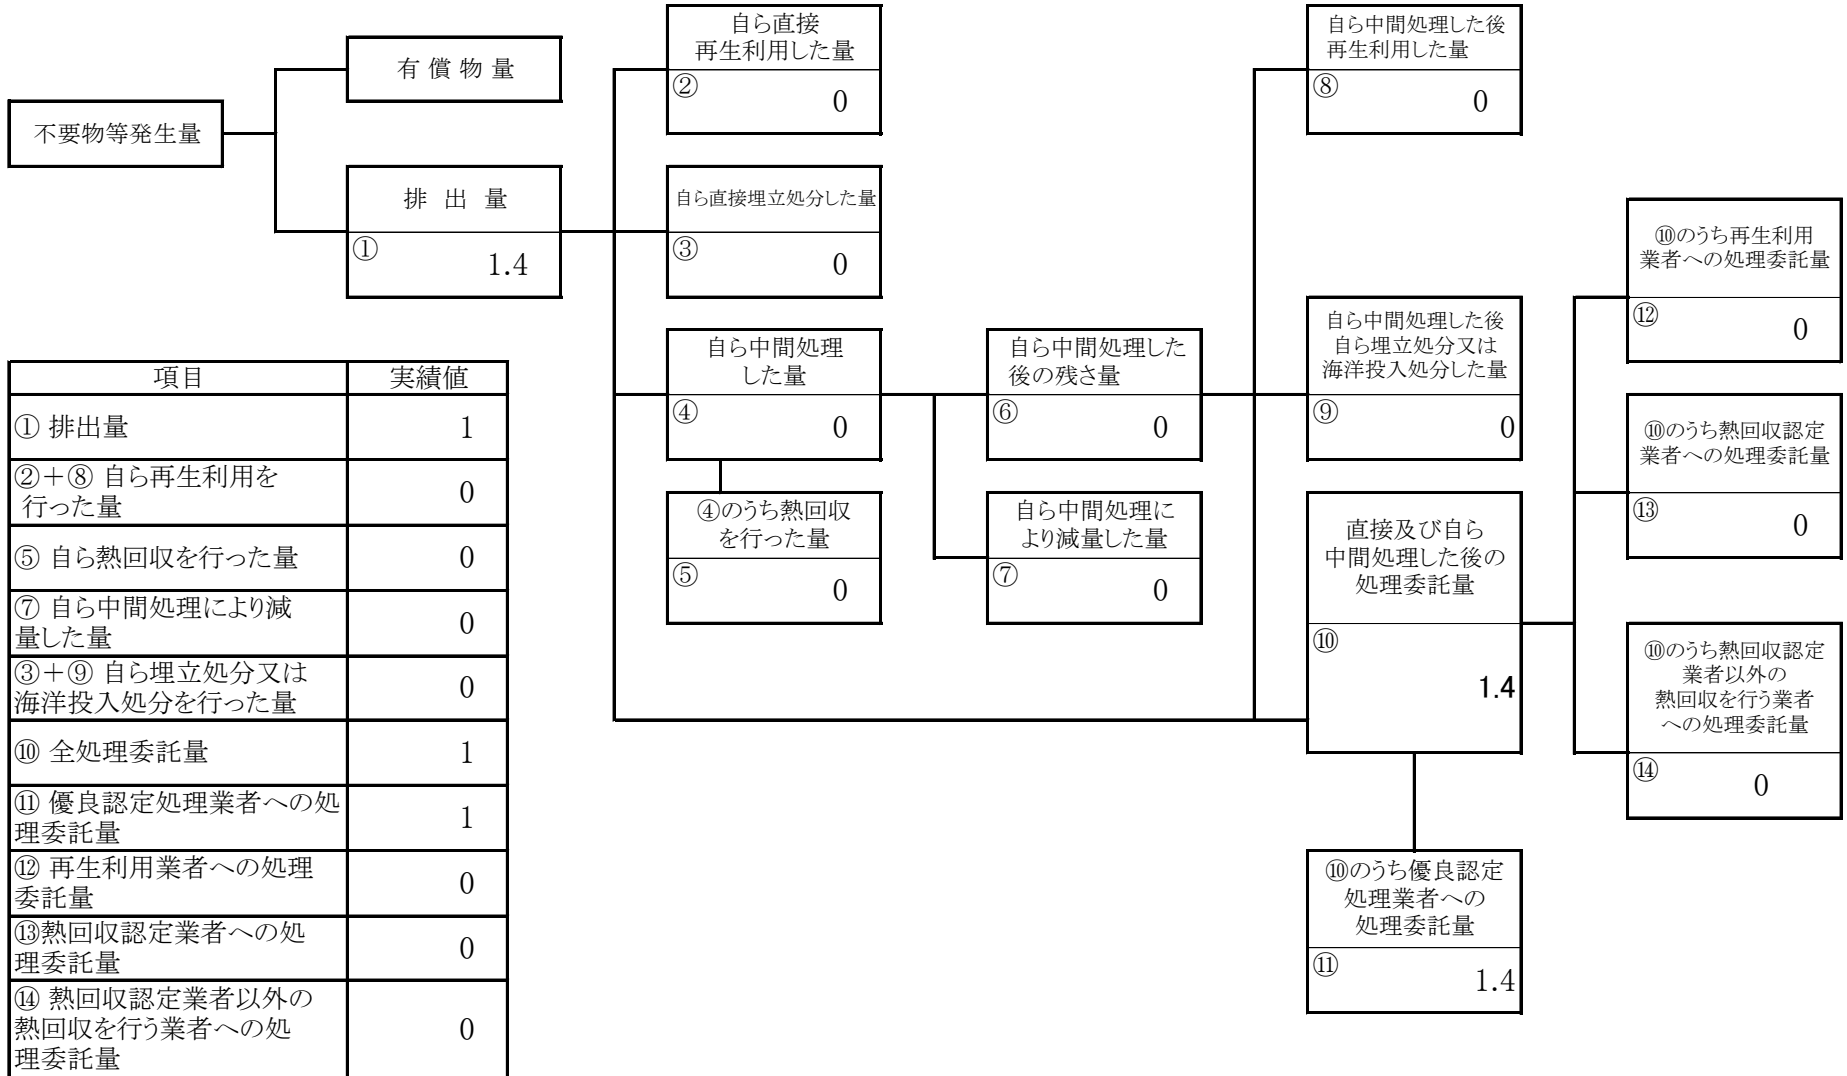 不要物等発生量
有 償 物 量
排 出 量
①
1.4
自ら直接
再生利用した量
②
0
自ら直接埋立処分した量
③
0
自ら中間処理
した量
④
0
④のうち熱回収
を行った量
⑤
0
自ら中間処理した
後の残さ量
⑥
0
自ら中間処理に
より減量した量
⑦
0
自ら中間処理した後
再生利用した量
⑧
0
自ら中間処理した後
自ら埋立処分又は
海洋投入処分した量
⑨
0
直接及び自ら
中間処理した後の
処理委託量
⑩
1.4
⑩のうち優良認定
処理業者への
処理委託量
⑪
1.4
⑩のうち再生利用
業者への処理委託量
⑫
0
⑩のうち熱回収認定
業者への処理委託量
⑬
0
⑩のうち熱回収認定
業者以外の
熱回収を行う業者
への処理委託量
⑭
0
項目 実績値
① 排出量 1
②＋⑧ 自ら再生利用を
行った量 0
⑤ 自ら熱回収を行った量 0
⑦ 自ら中間処理により減
量した量 0
③＋⑨ 自ら埋立処分又は
海洋投入処分を行った量 0
⑩ 全処理委託量 1
⑪ 優良認定処理業者への処
理委託量 1
⑫ 再生利用業者への処理
委託量 0
⑬熱回収認定業者への処
理委託量 0
⑭ 熱回収認定業者以外の
熱回収を行う業者への処
理委託量 0